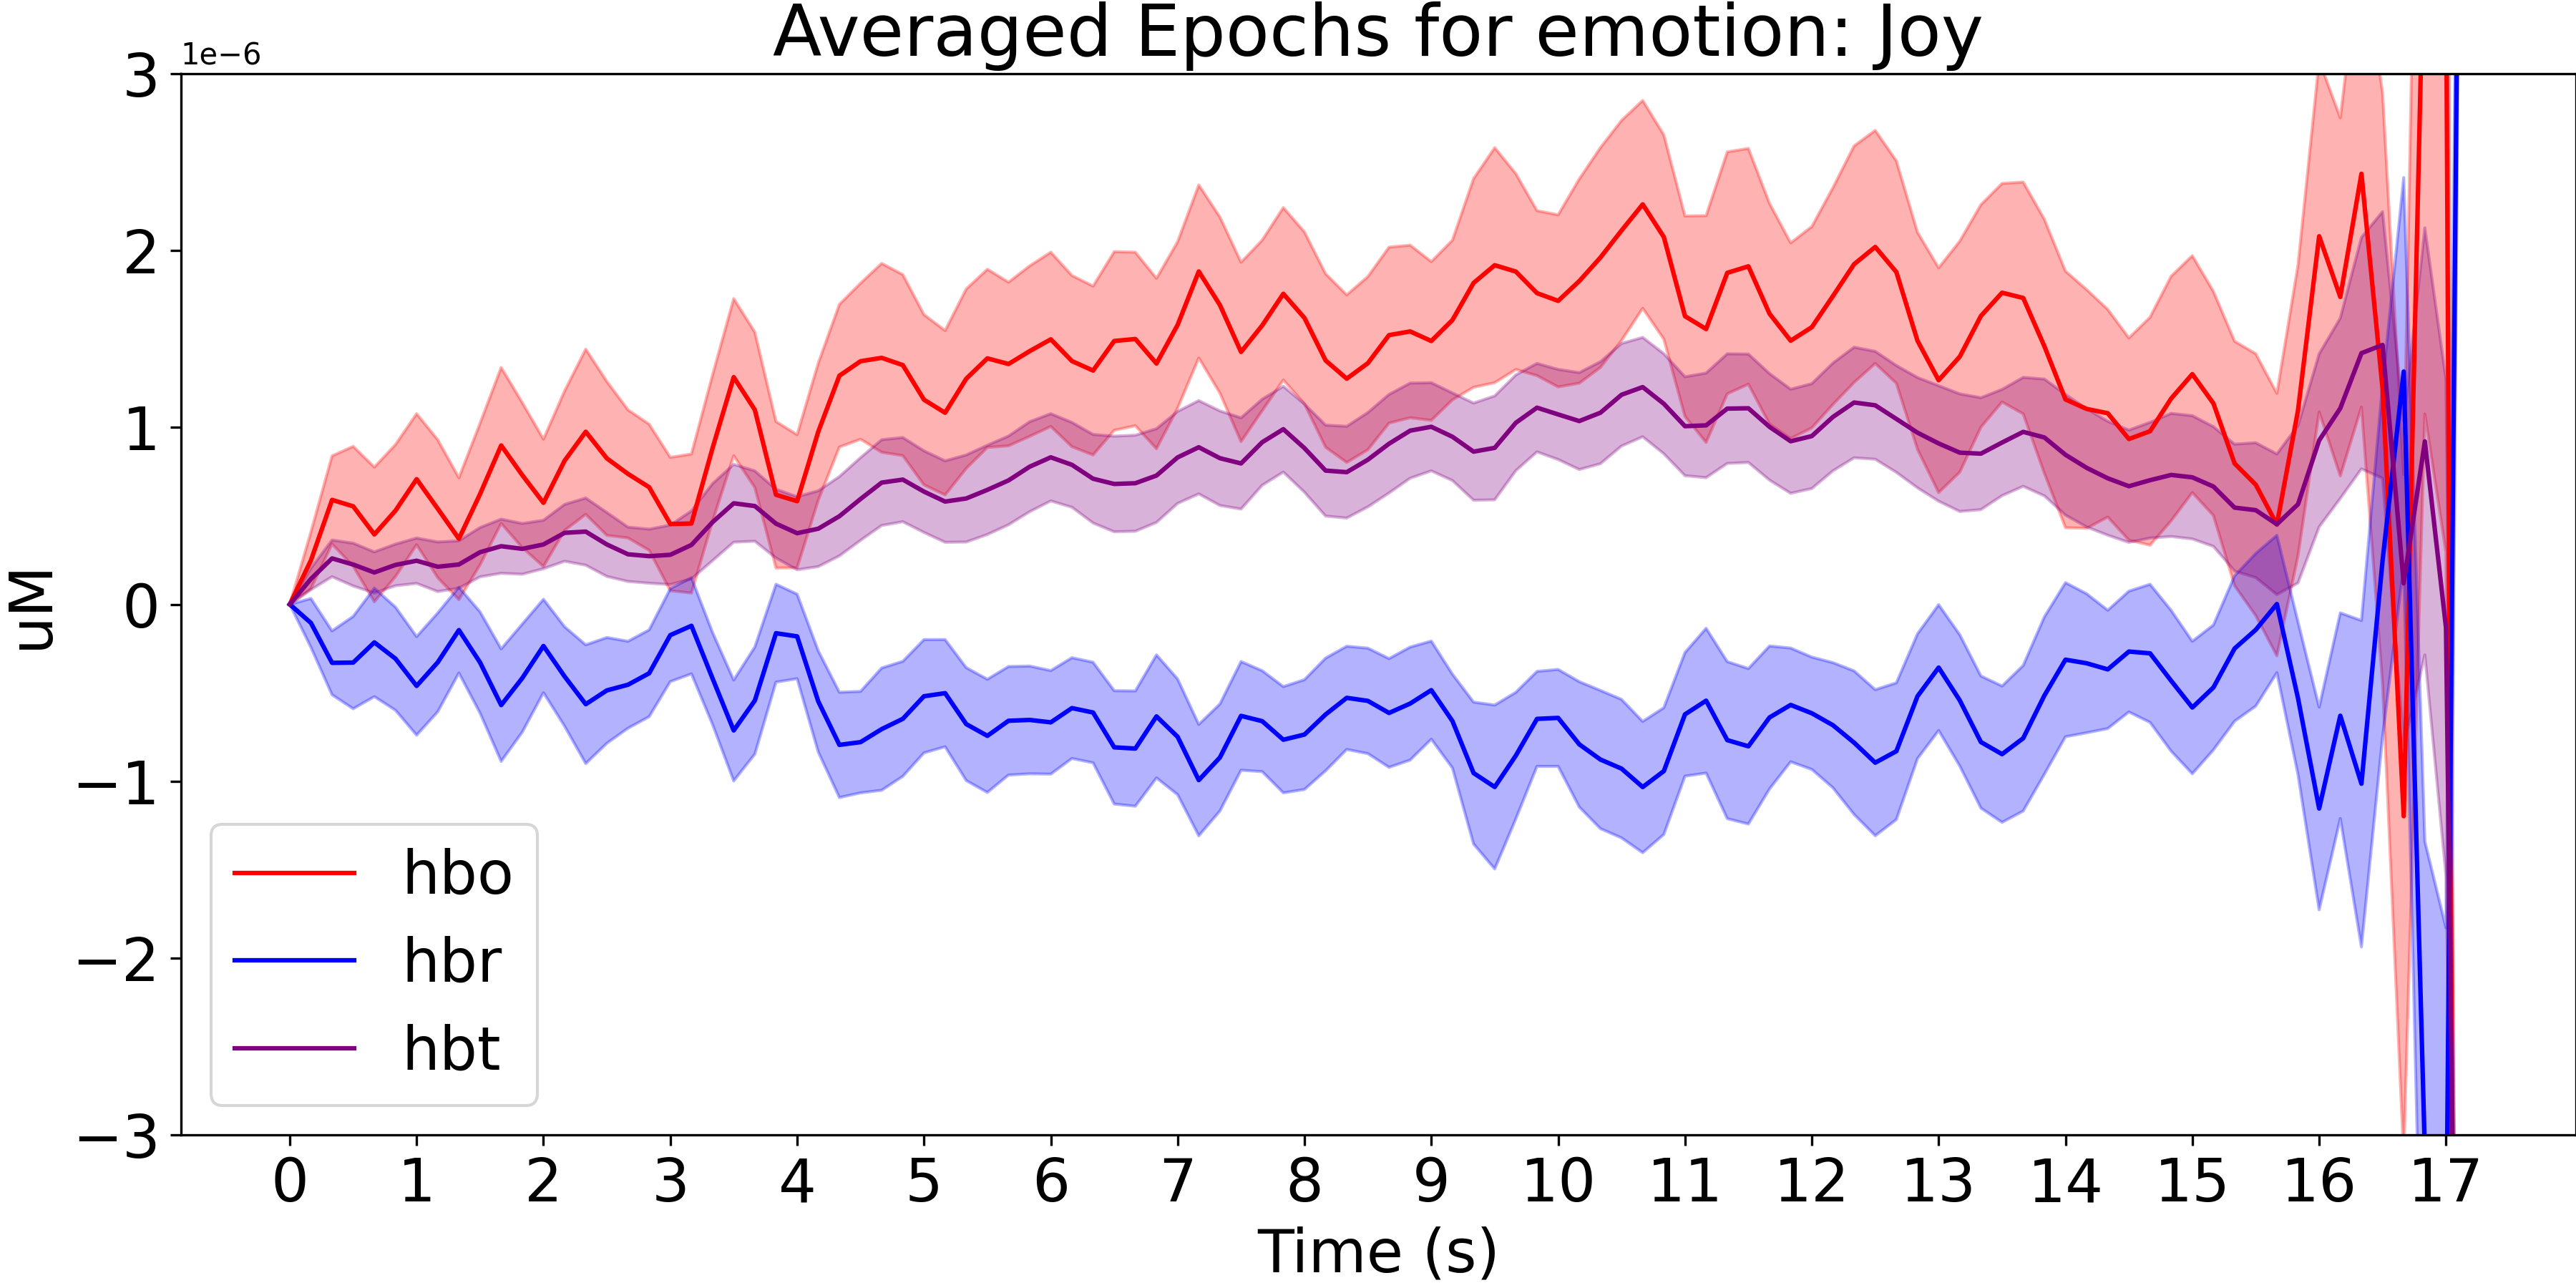 Averaged Epochs for emotion: Joy
1e−6
3
2
1
0
−1
−2
−3
uM
hbo
hbr
hbt
0 1 2 3 4 5 6 7 8 9 10 11 12 13 14 15 16 17
Time (s)